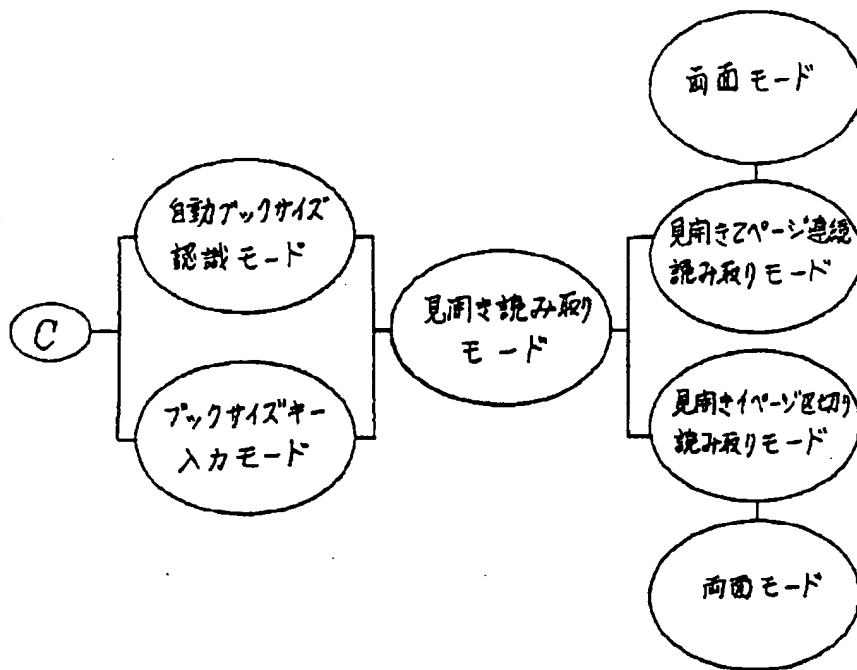 両面モード
自動ブックサイズ
認識モード
見開き2ページ連続
読み取りモード
C
見開き読み取り
モード
ブックサイズキー
入力モード
見開き1ページ区切り
読み取りモード
両面モード